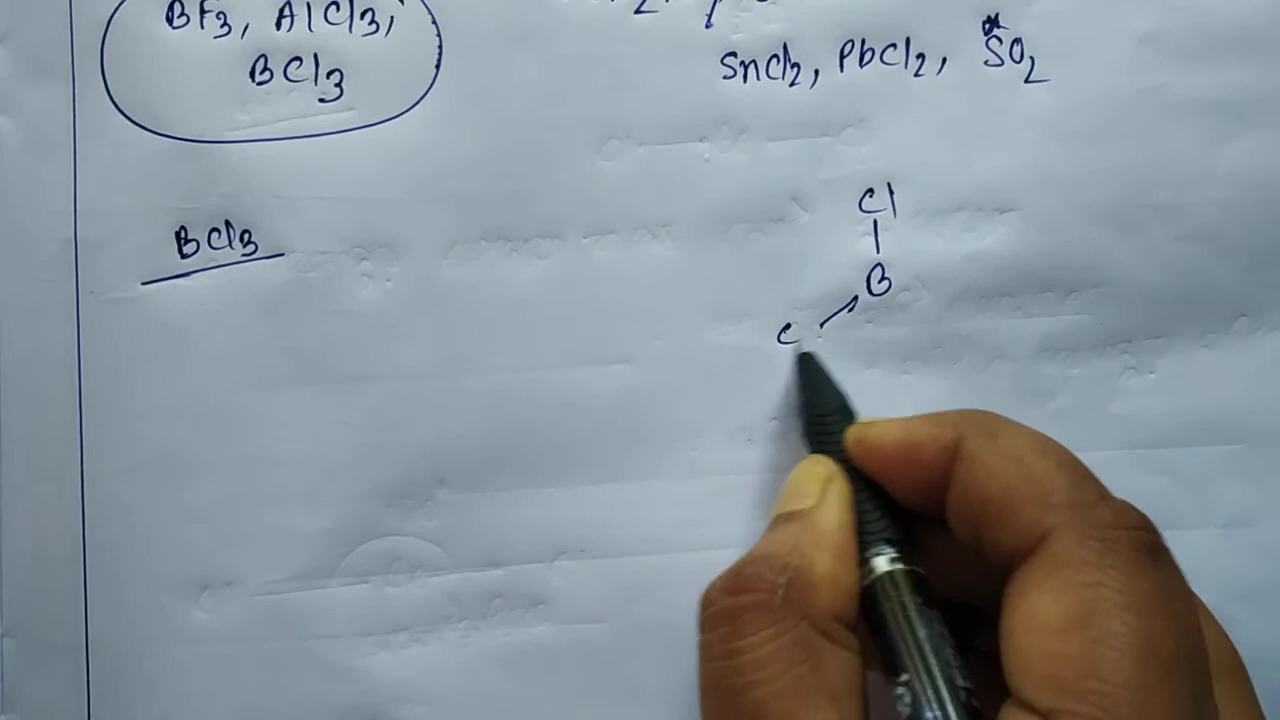 BF3, AlCl3,
BCl3
SnCl2, PbCl2, SO2
BCl3
Cl
B
C